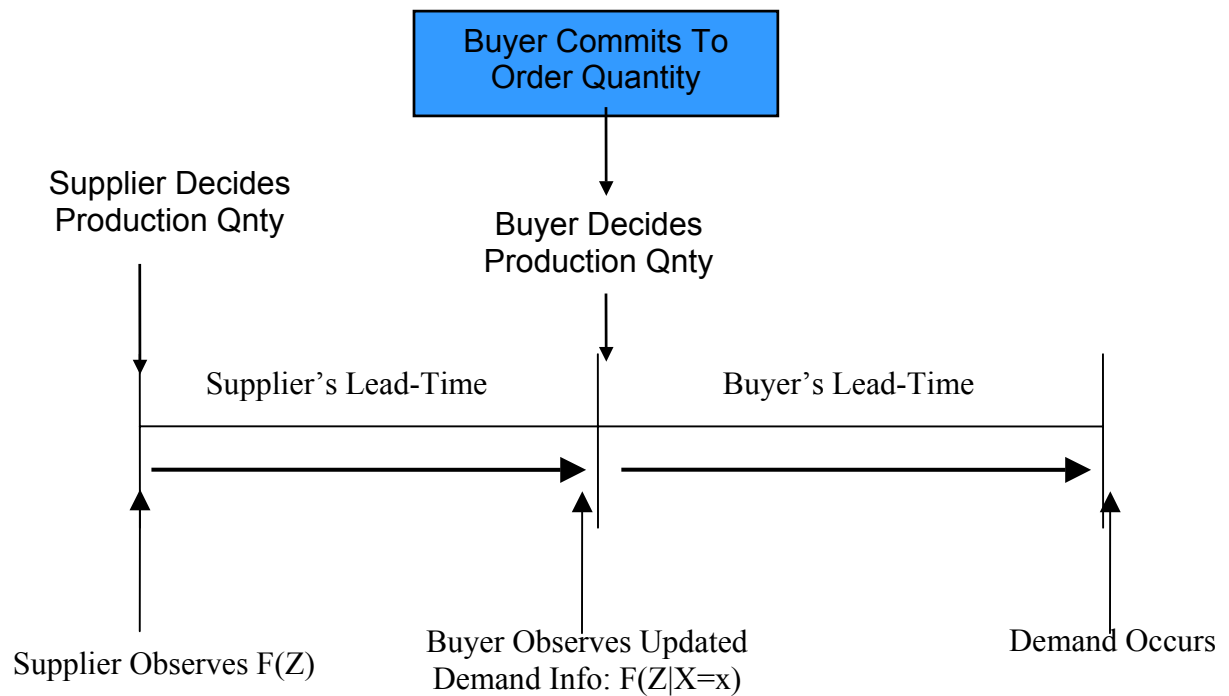 Buyer Commits To
Order Quantity
Supplier Decides
Production Qnty
Buyer Decides
Production Qnty
Supplier’s Lead-Time
Buyer’s Lead-Time
Supplier Observes F(Z)
Buyer Observes Updated
Demand Info: F(Z|X=x)
Demand Occurs